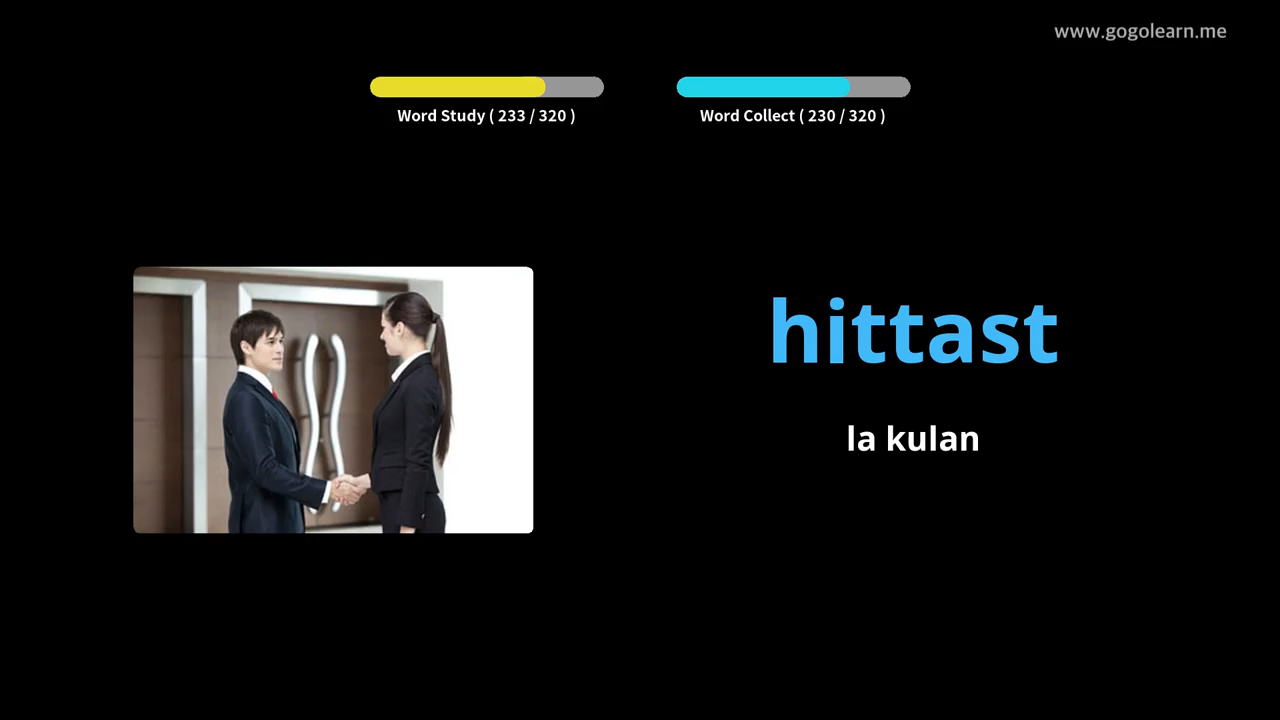 www.gogolearn.me
Word Study ( 233 / 320 )
Word Collect ( 230 / 320 )
hittast
la kulan